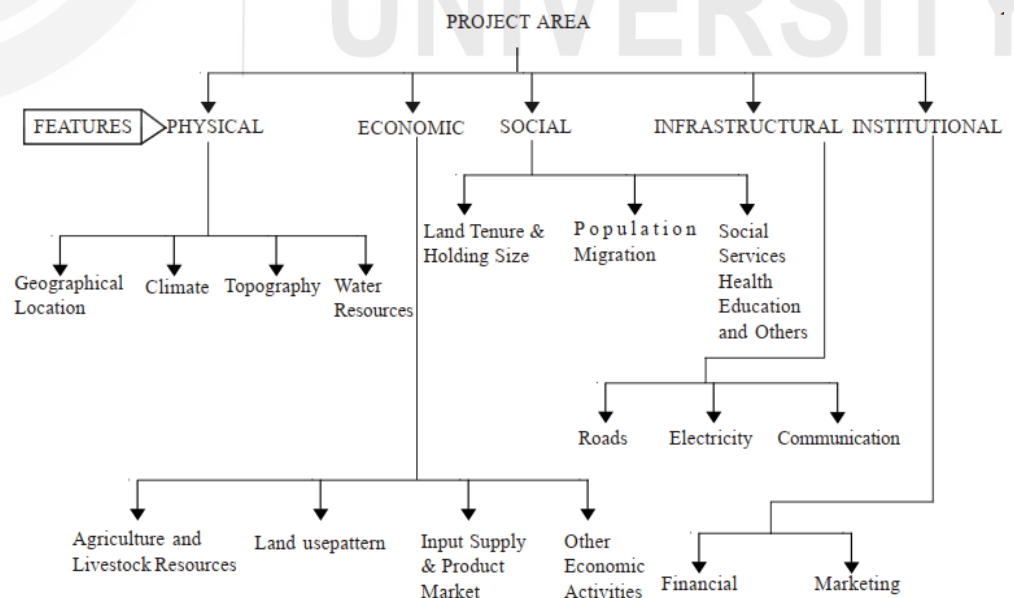 UNIVERSITY
PROJECT AREA
FEATURES
PHYSICAL
ECONOMIC
SOCIAL
INFRASTRUCTURAL
INSTITUTIONAL
Land Tenure &
Holding Size
Population
Migration
Social
Services
Health
Education
and Others
Geographical
Location
Climate
Topography
Water
Resources
Roads
Electricity
Communication
Agriculture and
Livestock Resources
Land usepattern
Input Supply
& Product
Market
Other
Economic
Activities
Financial
Marketing